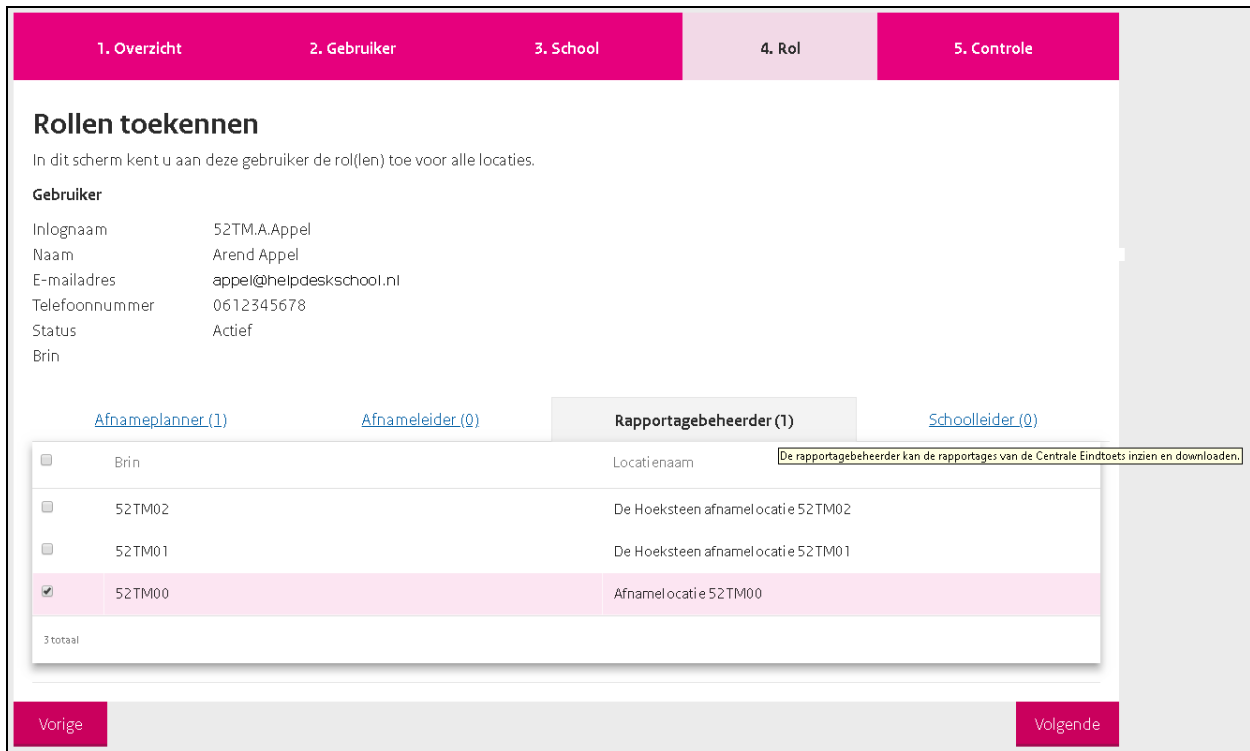 1. Overzicht 2. Gebruiker 3. School 4. Rol 5. Controle
Rollen toekennen
In dit scherm kent u aan deze gebruiker de rol(len) toe voor alle locaties.
Gebruiker
Inlognaam 52TM.A.Appel
Naam Arend Appel
E-mailadres appel@helpdeskschool.nl
Telefoonnummer 0612345678
Status Actief
Brin
Afnameplanner (1) Afnameleider (0) Rapportagebeheerder (1) Schoolleider (0)
De rapportagebeheerder kan de rapportages van de Centrale Eindtoets inzien en downloaden.
Brin Locatienaam
52TM02 De Hoeksteen afnamelocatie 52TM02
52TM01 De Hoeksteen afnamelocatie 52TM01
52TM00 Afnamelocatie 52TM00
3 totaal
Vorige Volgende